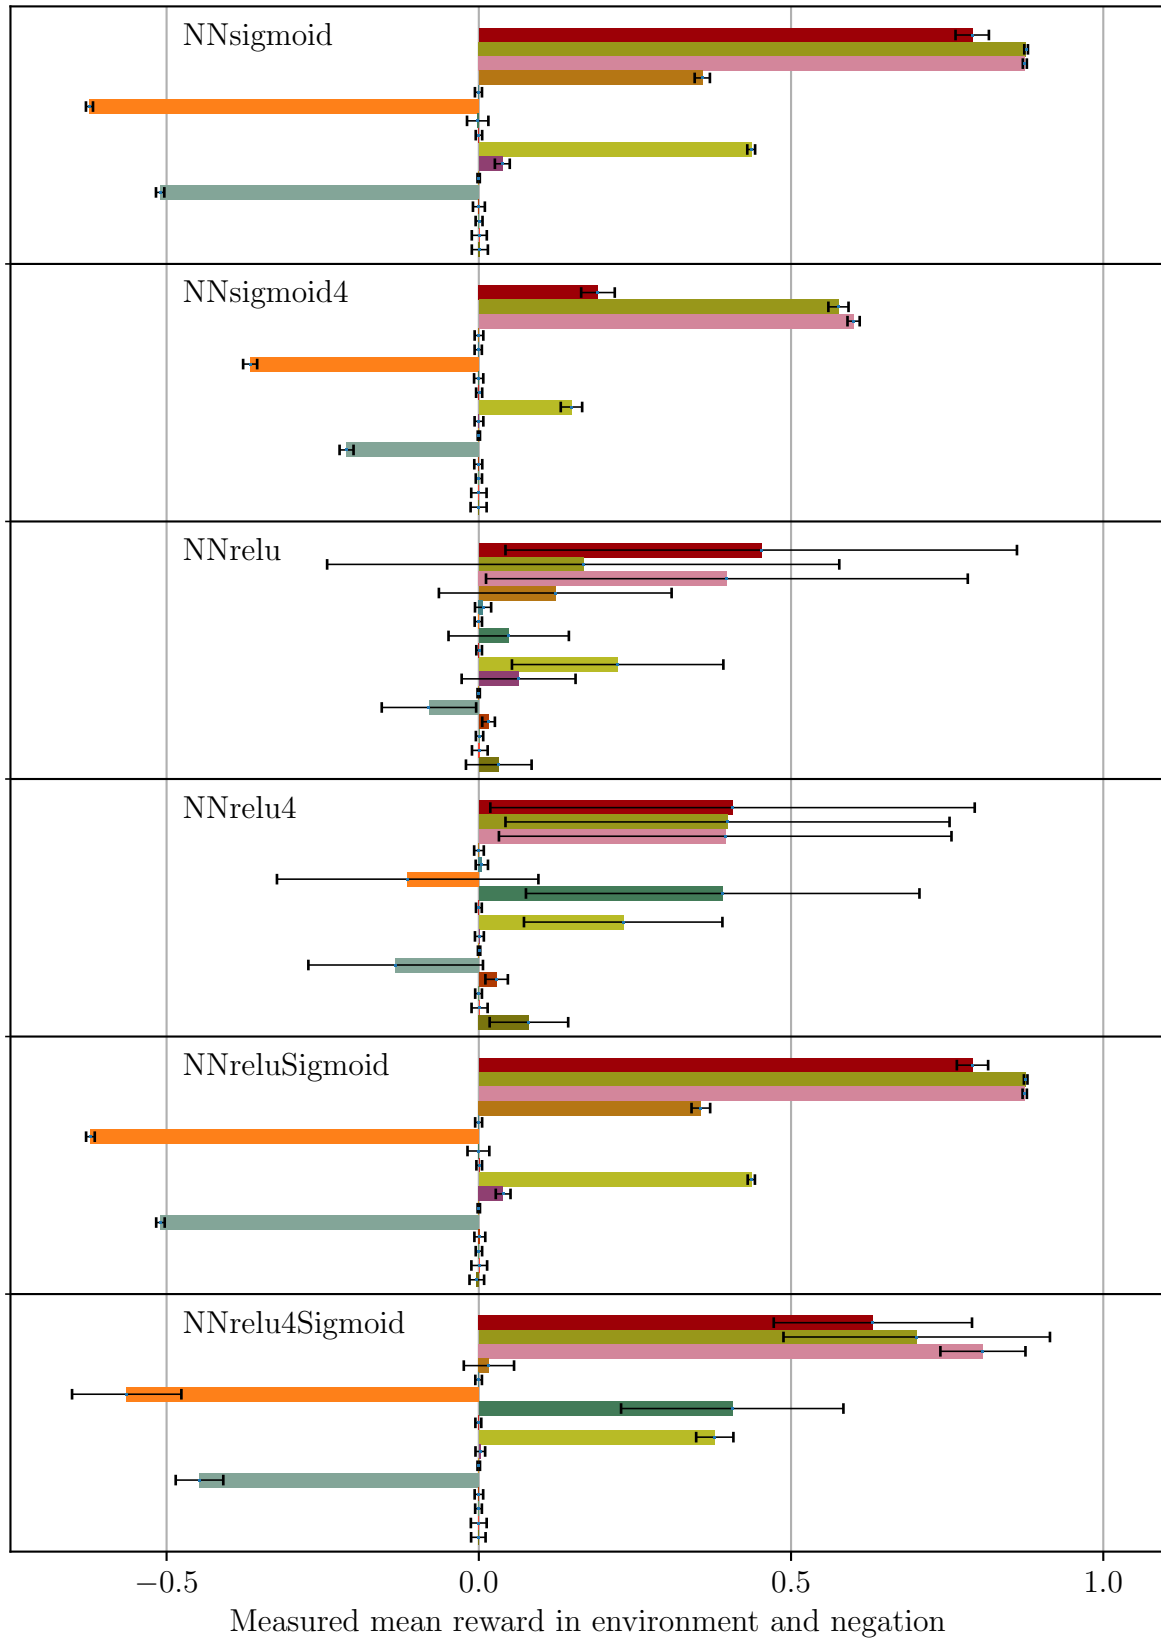 NNsigmoid
NNsigmoid4
NNrelu
NNrelu4
NNreluSigmoid
NNrelu4Sigmoid
−0.5 0.0 0.5 1.0
Measured mean reward in environment and negation